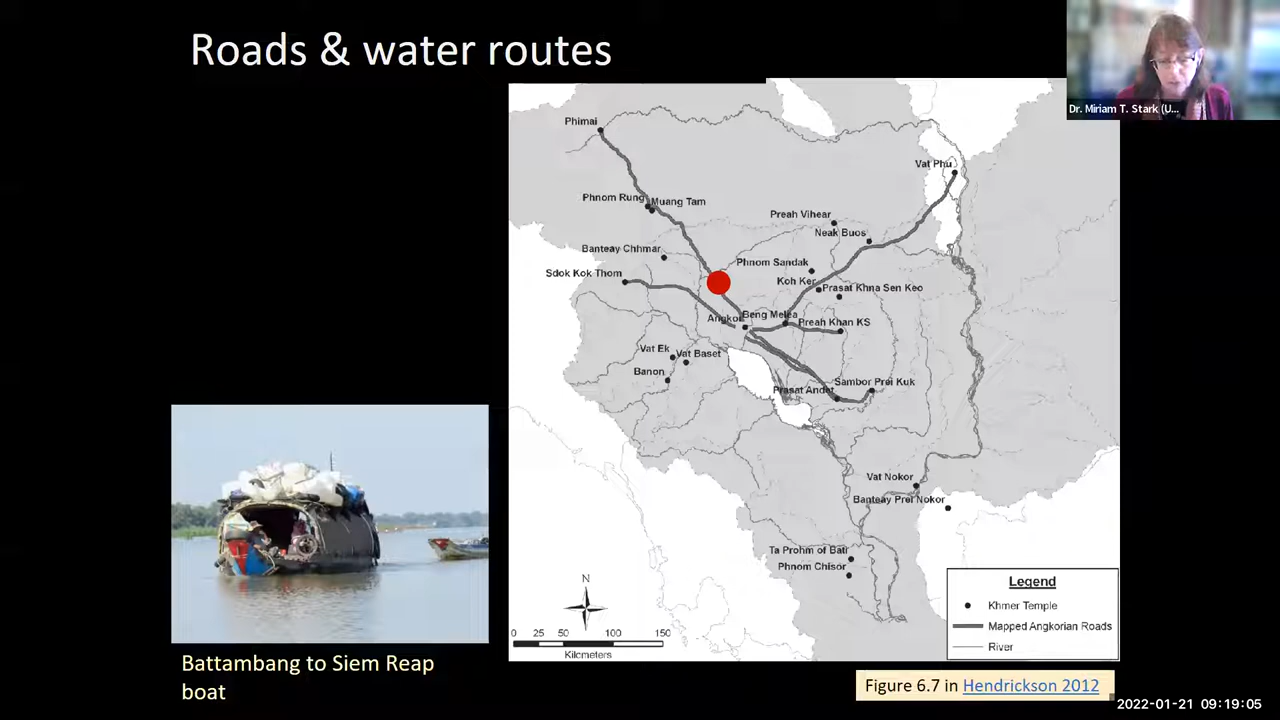 Roads & water routes
Dr. Miriam T. Stark (U...
Phimai
Vat Phu
Phnom Rung
Muang Tam
Preah Vihear
Neak Buos
Banteay Chhmar
Phnom Sandak
Sdok Kok Thom
Koh Ker
Prasat Khna Sen Keo
Angkor
Beng Melea
Preah Khan KS
Vat Ek
Vat Baset
Banon
Prasat Andet
Sambor Prei Kuk
Vat Nokor
Banteay Prei Nokor
Ta Prohm of Bati
Phnom Chisor
N
0 25 50 100 150
Kilometers
Legend
Khmer Temple
Mapped Angkorian Roads
River
Battambang to Siem Reap
boat
Figure 6.7 in Hendrickson 2012
2022-01-21 09:19:05